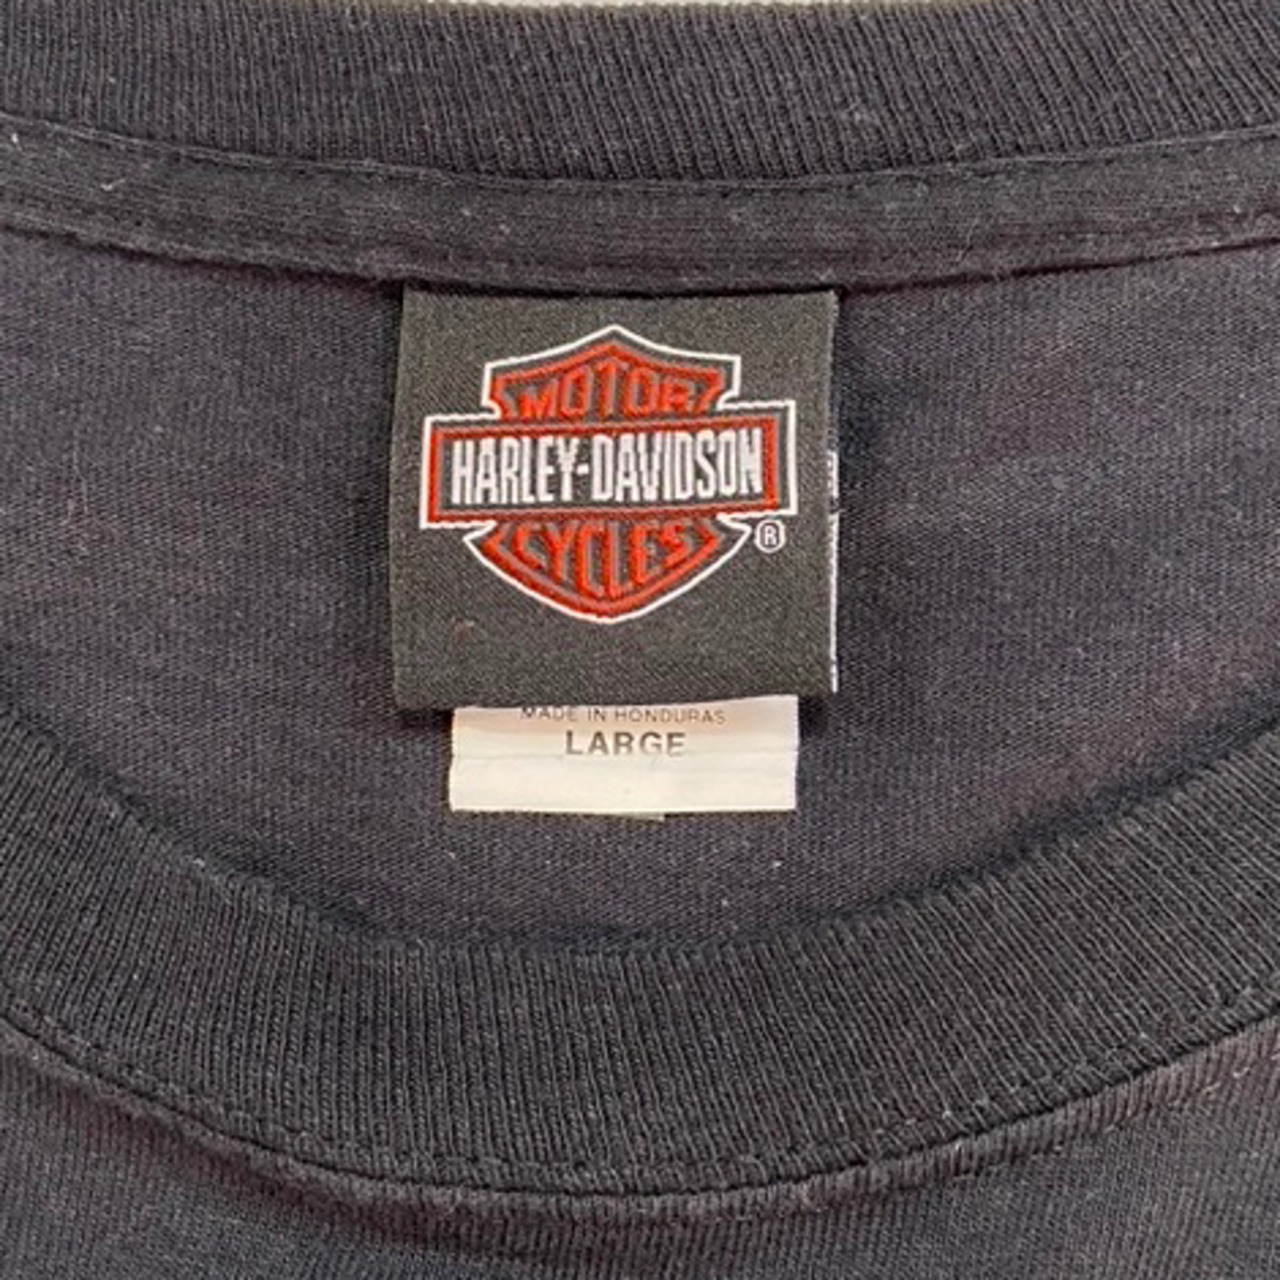 MOTOR
HARLEY-DAVIDSON
CYCLES
®
MADE IN HONDURAS
LARGE